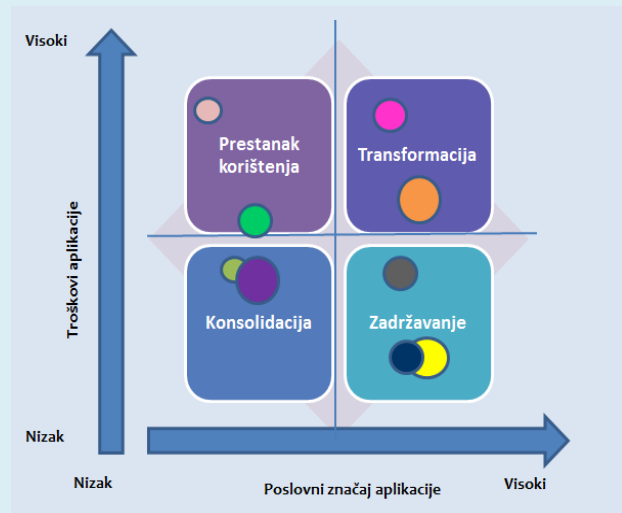 Visoki
Prestanak
korištenja
Transformacija
Troškovi aplikacije
Konsolidacija
Zadržavanje
Nizak
Nizak
Poslovni značaj aplikacije
Visoki